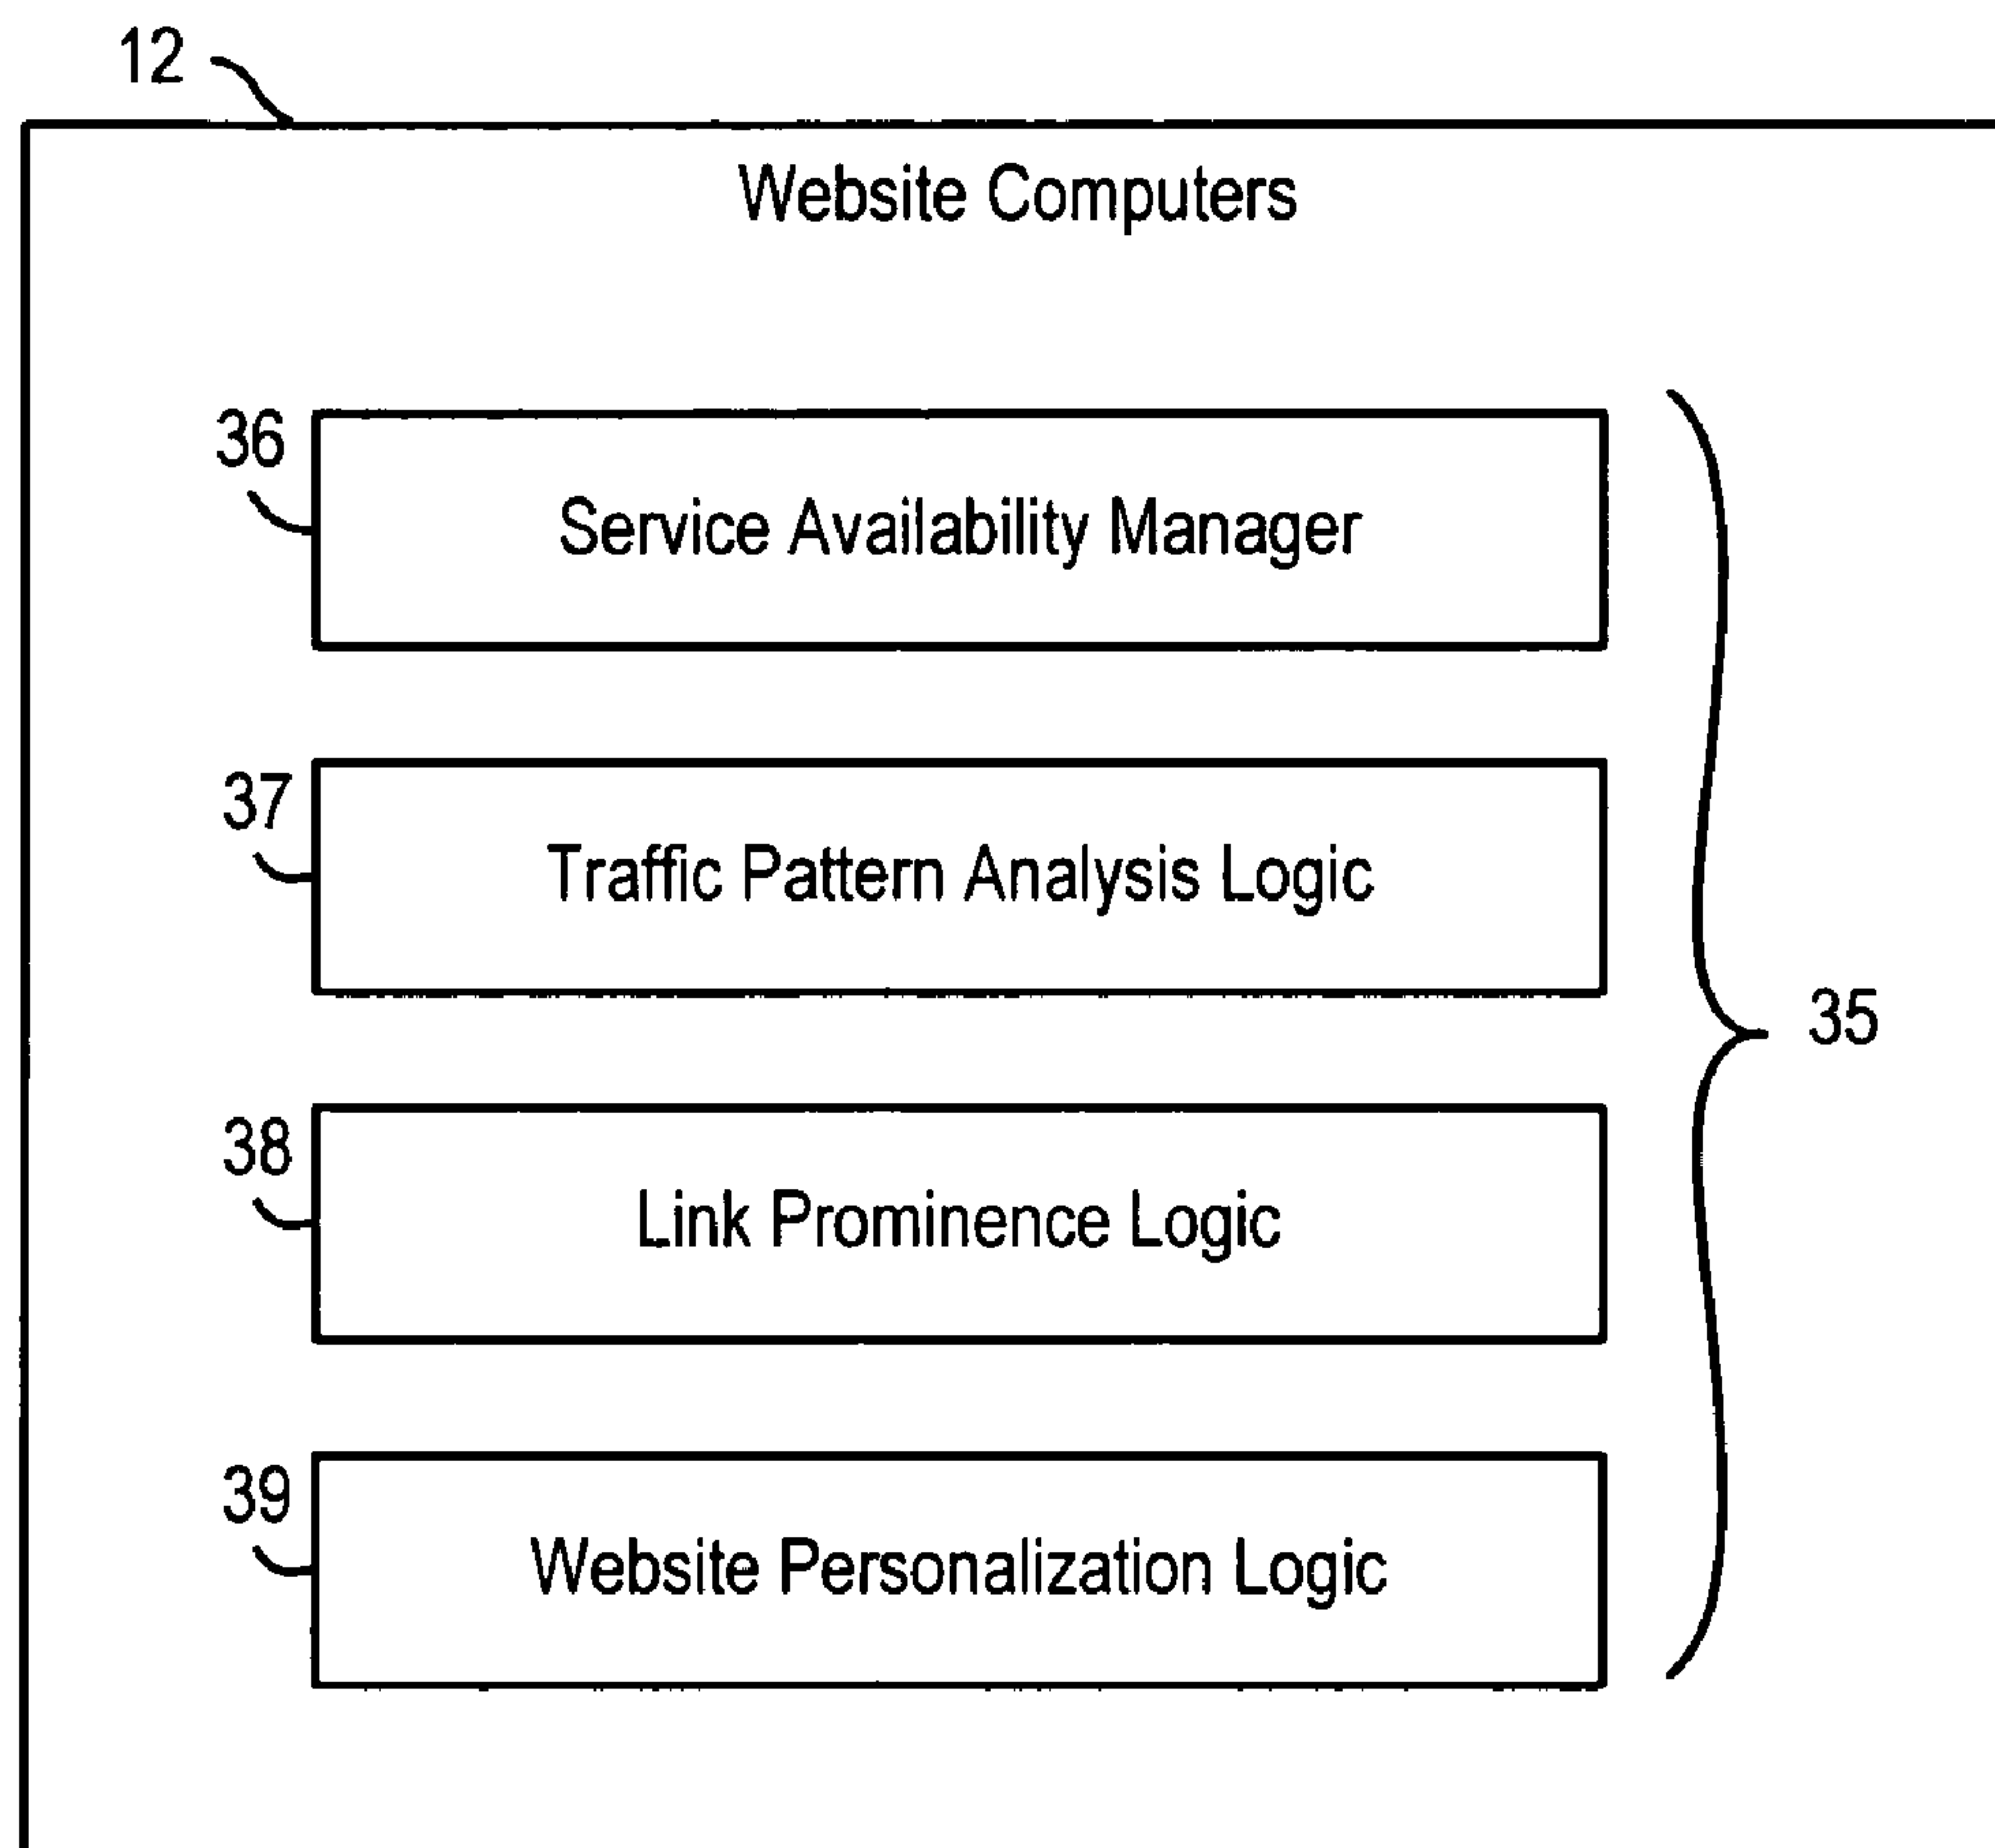 12
Website Computers
36
Service Availability Manager
37
Traffic Pattern Analysis Logic
35
38
Link Prominence Logic
39
Website Personalization Logic